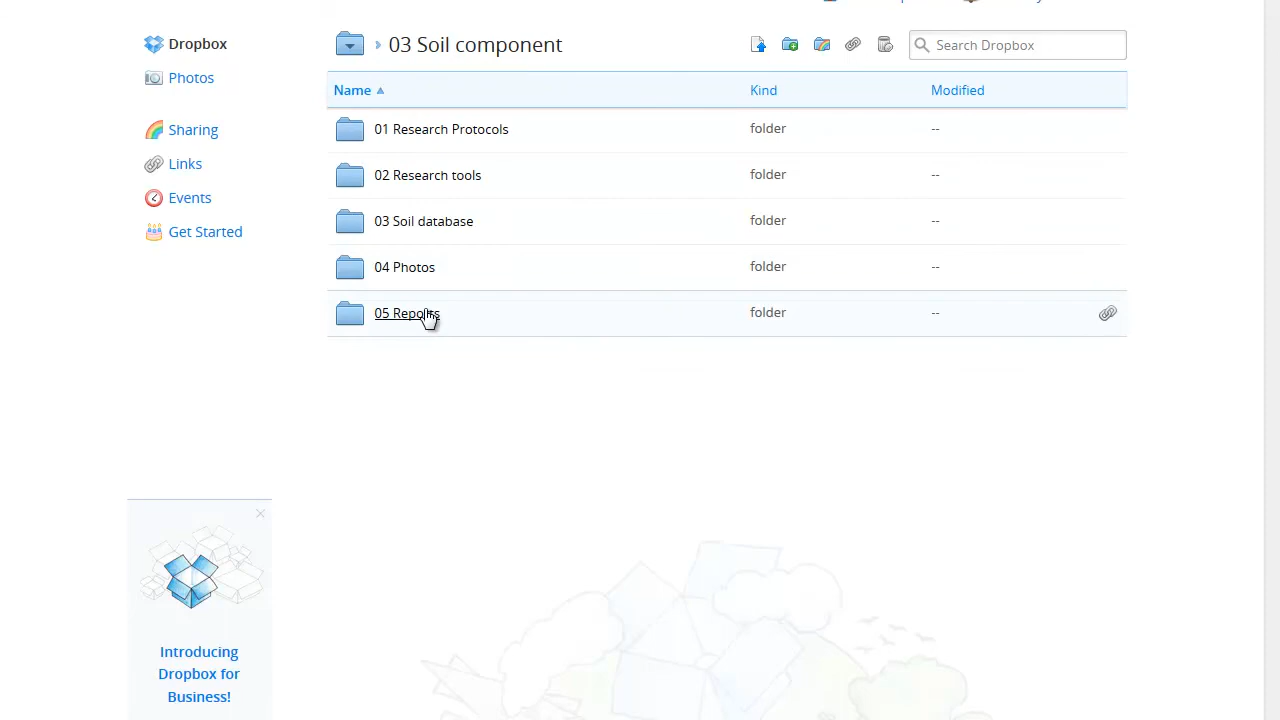 Dropbox
Photos
Sharing
Links
Events
Get Started
03 Soil component
Search Dropbox
Name Kind Modified
01 Research Protocols folder --
02 Research tools folder --
03 Soil database folder --
04 Photos folder --
05 Reports folder --
Introducing
Dropbox for
Business!